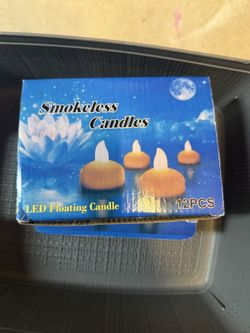 Smokeless
Candles
LED Floating Candle
12PCS